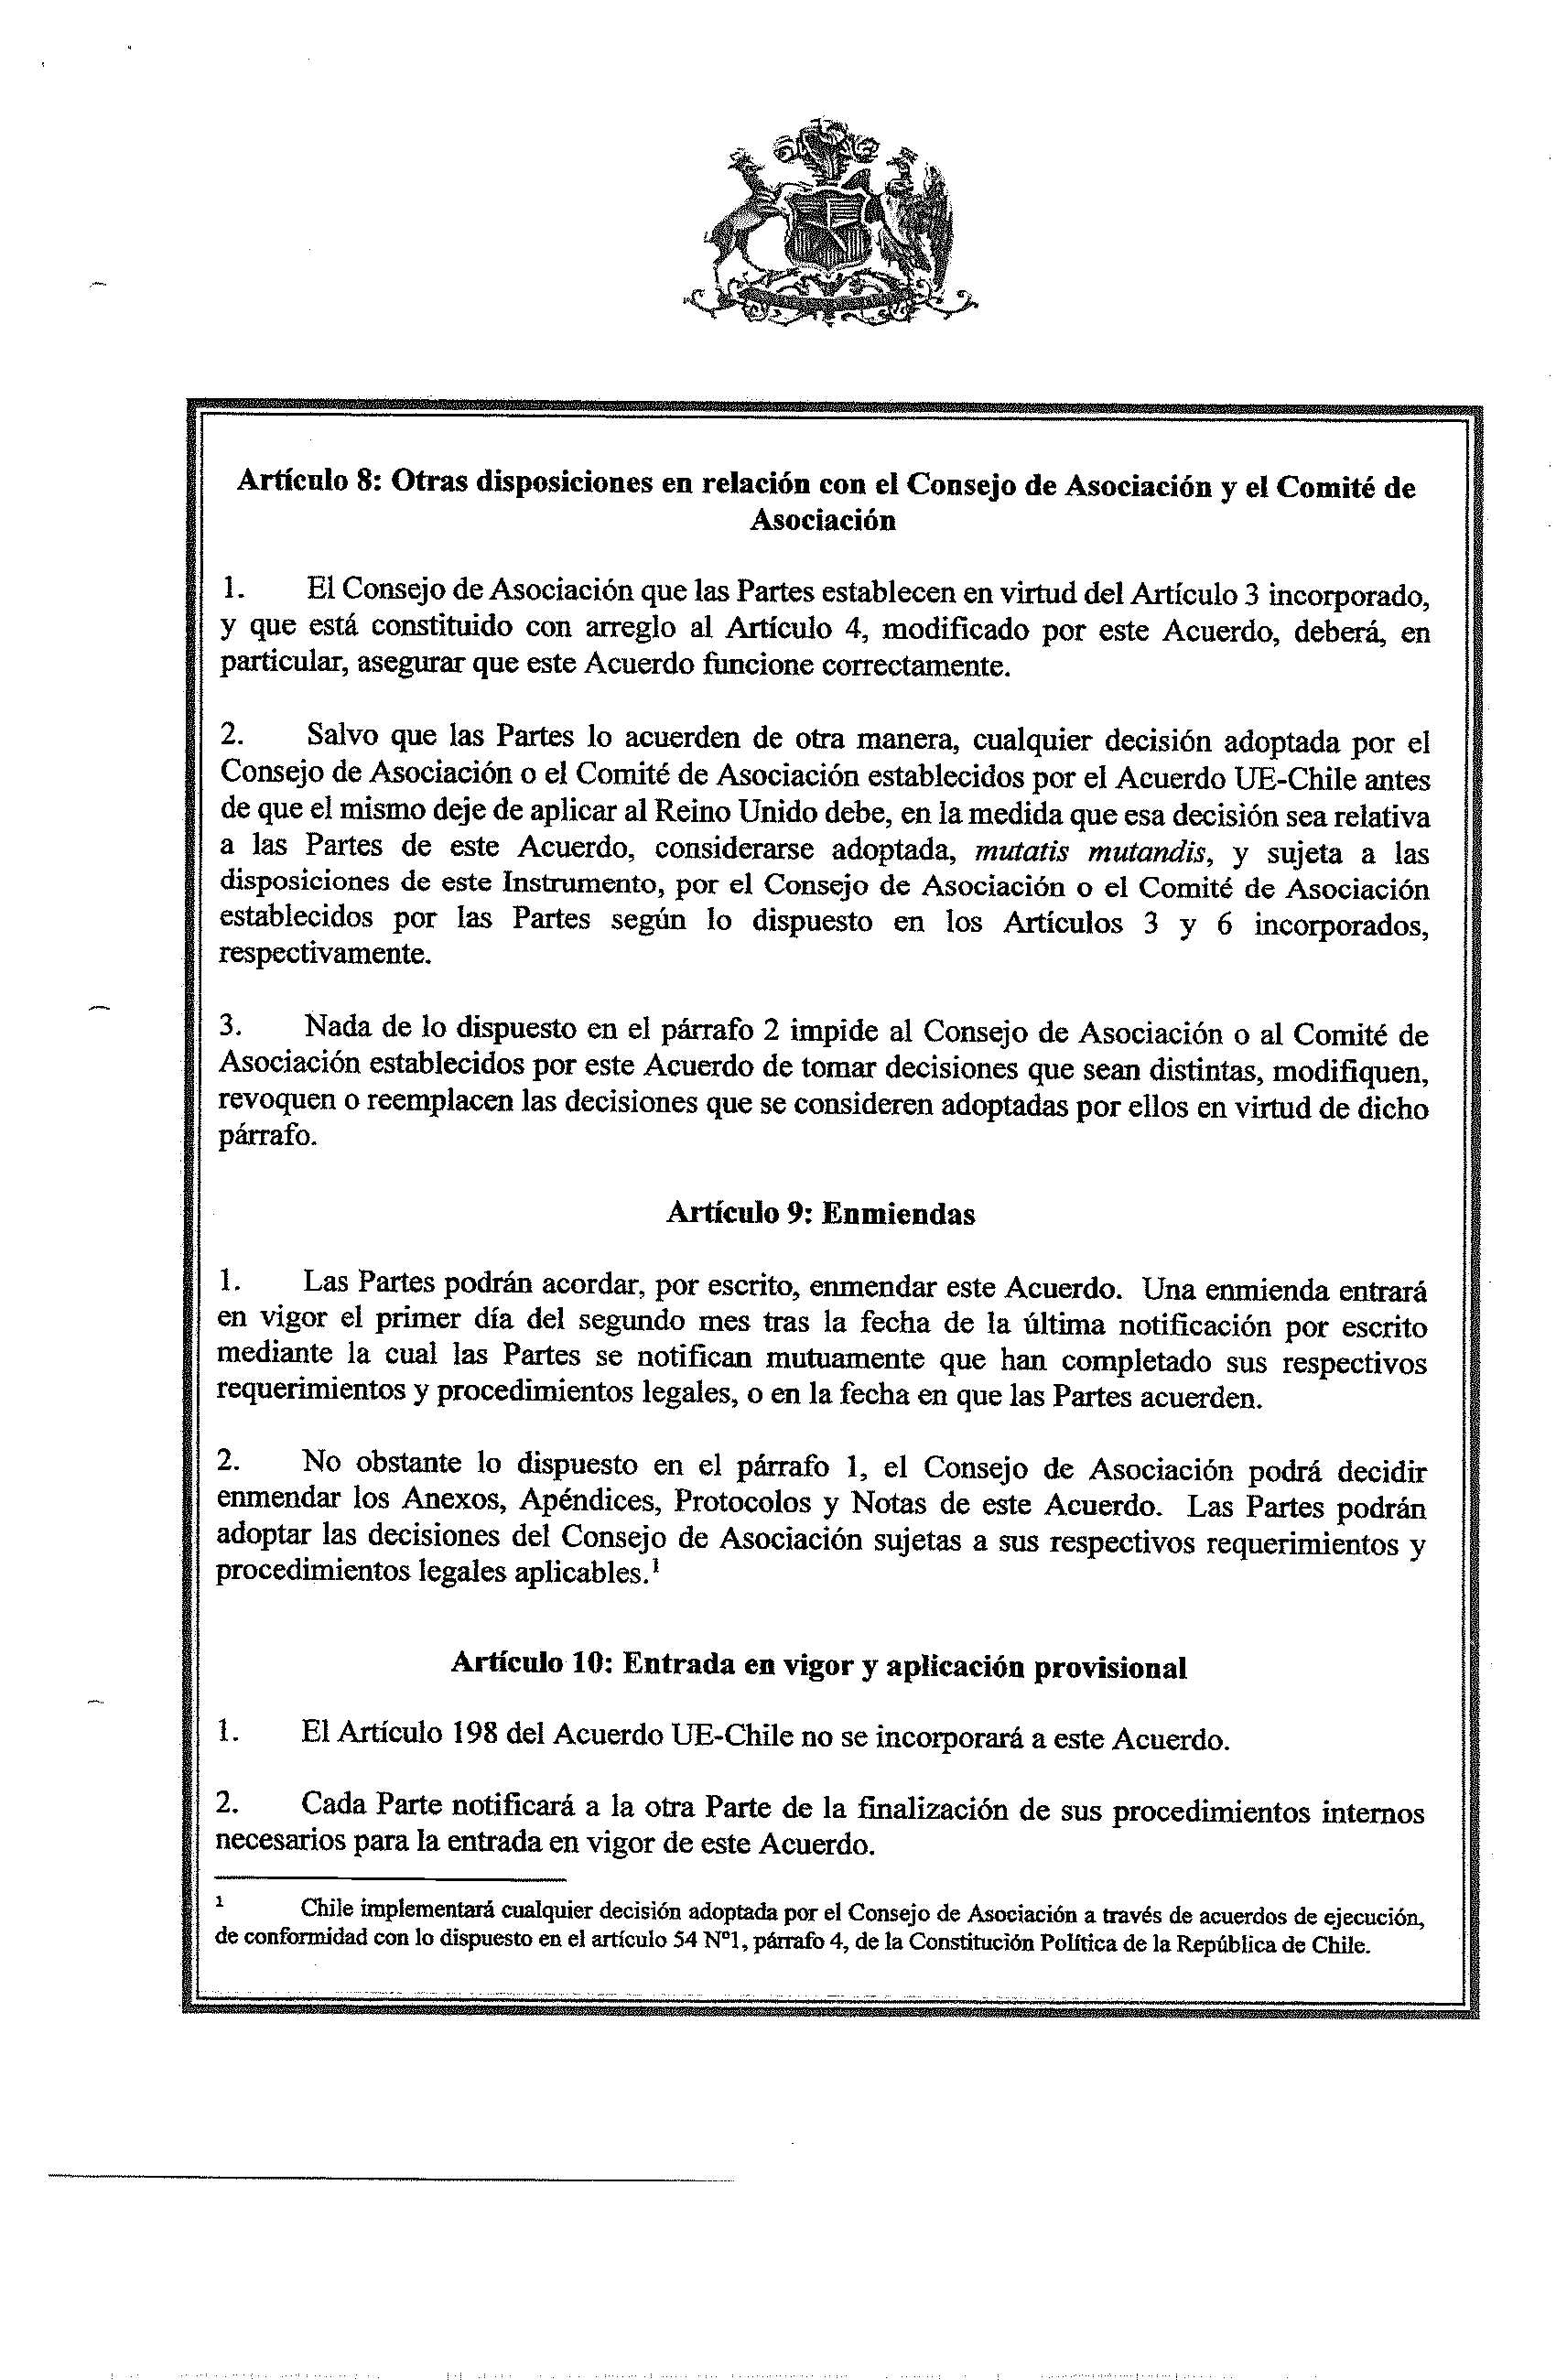 Artículo 8: Otras disposiciones en relación con el Consejo de Asociación y el Comité de
Asociación
1. El Consejo de Asociación que las Partes establecen en virtud del Artículo 3 incorporado,
y que está constituido con arreglo al Artículo 4, modificado por este Acuerdo, deberá, en
particular, asegurar que este Acuerdo funcione correctamente.
2. Salvo que las Partes lo acuerden de otra manera, cualquier decisión adoptada por el
Consejo de Asociación o el Comité de Asociación establecidos por el Acuerdo UE-Chile antes
de que el mismo deje de aplicar al Reino Unido debe, en la medida que esa decisión sea relativa
a las Partes de este Acuerdo, considerarse adoptada, mutatis mutandis, y sujeta a las
disposiciones de este Instrumento, por el Consejo de Asociación o el Comité de Asociación
establecidos por las Partes según lo dispuesto en los Artículos 3 y 6 incorporados,
respectivamente.
3. Nada de lo dispuesto en el párrafo 2 impide al Consejo de Asociación o al Comité de
Asociación establecidos por este Acuerdo de tomar decisiones que sean distintas, modifiquen,
revoquen o reemplacen las decisiones que se consideren adoptadas por ellos en virtud de dicho
párrafo.
Artículo 9: Enmiendas
1. Las Partes podrán acordar, por escrito, enmendar este Acuerdo. Una enmienda entrará
en vigor el primer día del segundo mes tras la fecha de la última notificación por escrito
mediante la cual las Partes se notifican mutuamente que han completado sus respectivos
requerimientos y procedimientos legales, o en la fecha en que las Partes acuerden.
2. No obstante lo dispuesto en el párrafo 1, el Consejo de Asociación podrá decidir
enmendar los Anexos, Apéndices, Protocolos y Notas de este Acuerdo. Las Partes podrán
adoptar las decisiones del Consejo de Asociación sujetas a sus respectivos requerimientos y
procedimientos legales aplicables.¹
Artículo 10: Entrada en vigor y aplicación provisional
1. El Artículo 198 del Acuerdo UE-Chile no se incorporará a este Acuerdo.
2. Cada Parte notificará a la otra Parte de la finalización de sus procedimientos internos
necesarios para la entrada en vigor de este Acuerdo.
¹ Chile implementará cualquier decisión adoptada por el Consejo de Asociación a través de acuerdos de ejecución,
de conformidad con lo dispuesto en el artículo 54 N°1, párrafo 4, de la Constitución Política de la República de Chile.